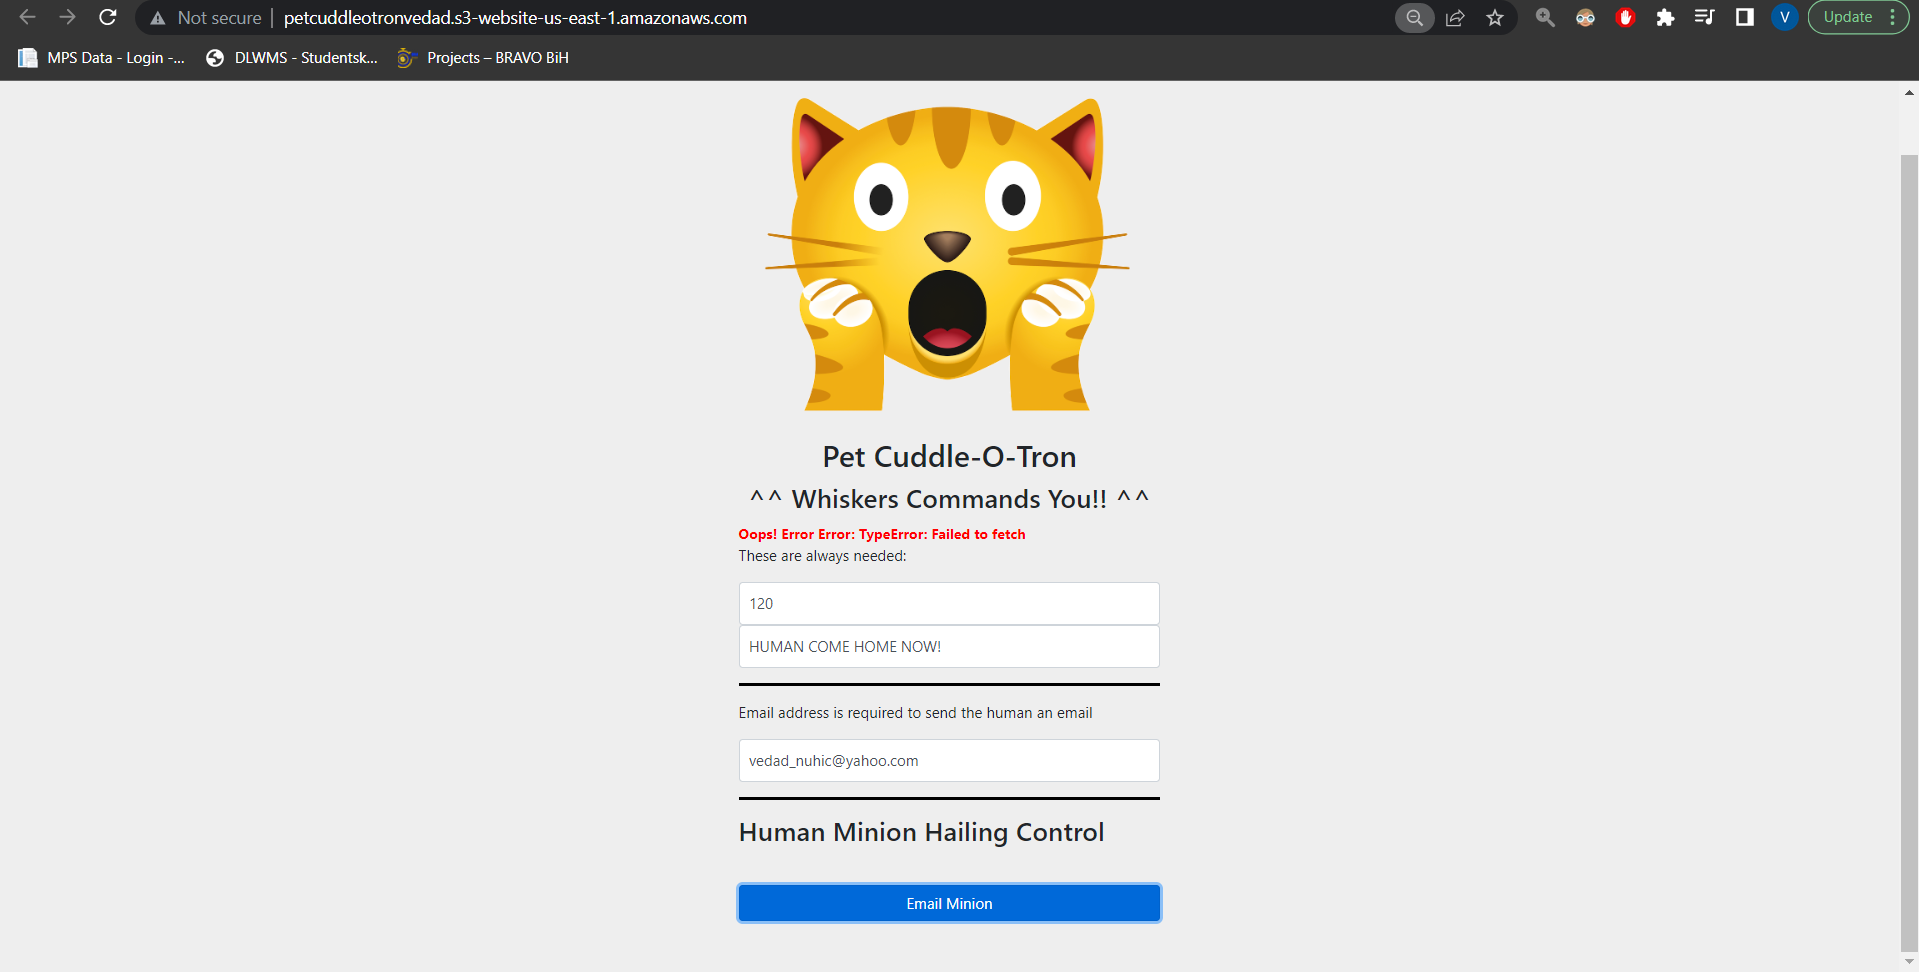 Not secure | petcuddleotronvedad.s3-website-us-east-1.amazonaws.com
V
Update
MPS Data - Login -...
DLWMS - Studentsk...
Projects – BRAVO BiH
Pet Cuddle-O-Tron
^^ Whiskers Commands You!! ^^
Oops! Error Error: TypeError: Failed to fetch
These are always needed:
120
HUMAN COME HOME NOW!
Email address is required to send the human an email
vedad_nuhic@yahoo.com
Human Minion Hailing Control
Email Minion